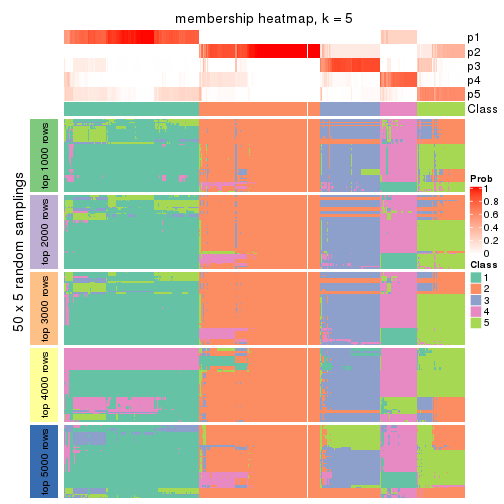 membership heatmap, k = 5
p1
p2
p3
p4
p5
Class
50 x 5 random samplings
top 1000 rows
top 2000 rows
top 3000 rows
top 4000 rows
top 5000 rows
Prob
1
0.8
0.6
0.4
0.2
0
Class
1
2
3
4
5